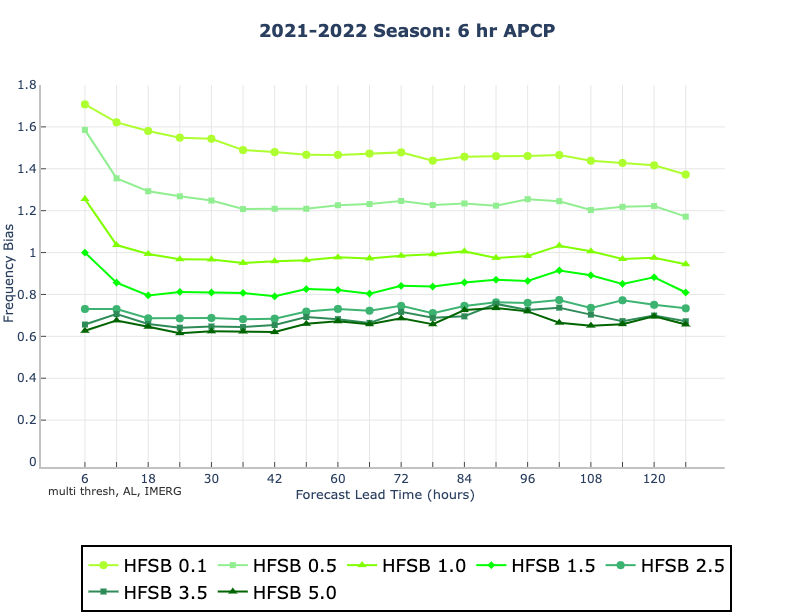 2021-2022 Season: 6 hr APCP
1.8
1.6
1.4
1.2
1
0.8
0.6
0.4
0.2
0
Frequency Bias
6 18 30 42 60 72 84 96 108 120
multi thresh, AL, IMERG
Forecast Lead Time (hours)
HFSB 0.1 HFSB 0.5 HFSB 1.0 HFSB 1.5 HFSB 2.5
HFSB 3.5 HFSB 5.0